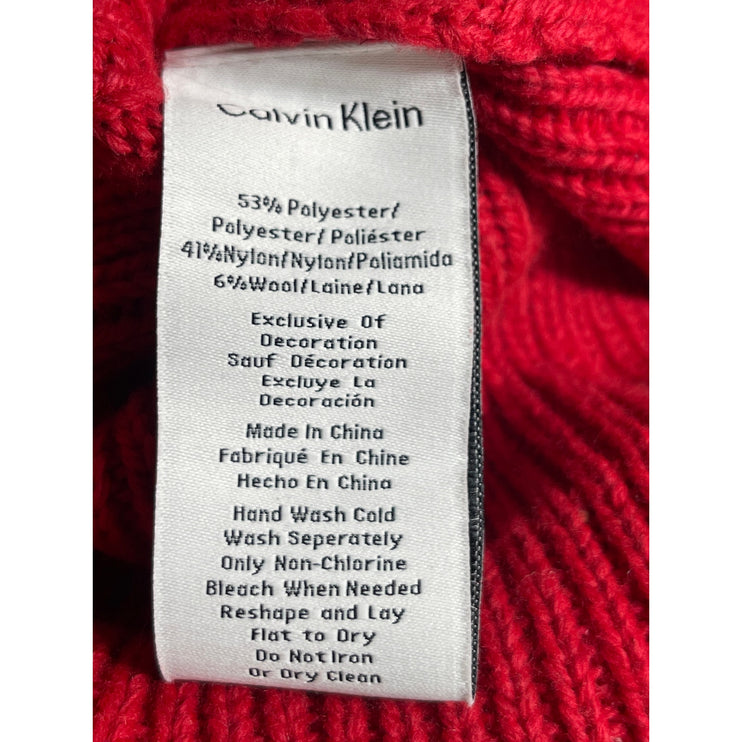 Calvin Klein
53% Polyester/
Polyester/ Poliéster
41%Nylon/Nylon/Poliamida
6%Wool/Laine/Lana
Exclusive Of
Decoration
Sauf Décoration
Excluye La
Decoración
Made In China
Fabriqué En Chine
Hecho En China
Hand Wash Cold
Wash Seperately
Only Non-Chlorine
Bleach When Needed
Reshape and Lay
Flat to Dry
Do Not Iron
Or Dry Clean